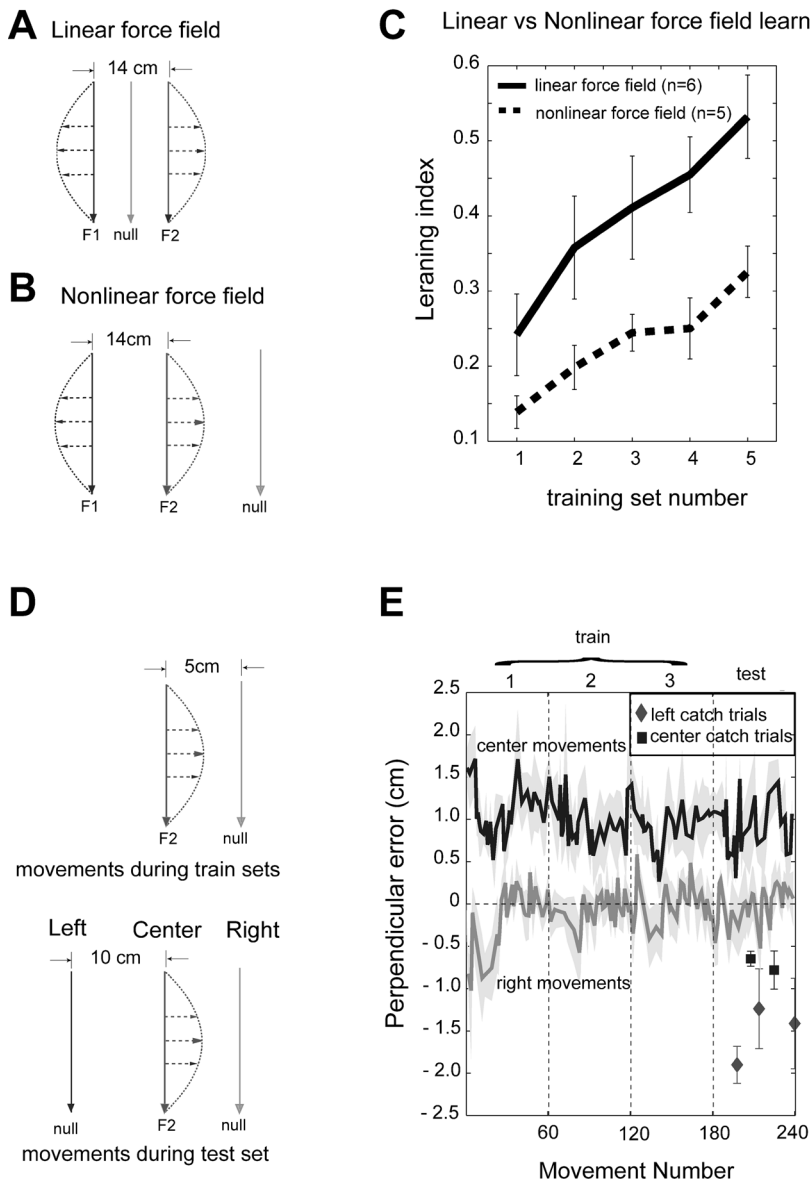 A
Linear force field
14 cm
F1
null
F2
B
Nonlinear force field
14cm
F1
F2
null
C
Linear vs Nonlinear force field learn
0.6
0.5
0.4
0.3
0.2
0.1
Leraning index
linear force field (n=6)
nonlinear force field (n=5)
1 2 3 4 5
training set number
D
5cm
F2
null
movements during train sets
Left Center Right
10 cm
null
F2
null
movements during test set
E
train
1 2 3
test
2.5
2.0
1.5
1.0
0.5
0
- 0.5
- 1.0
- 1.5
- 2.0
- 2.5
Perpendicular error (cm)
left catch trials
center catch trials
center movements
right movements
60 120 180 240
Movement Number